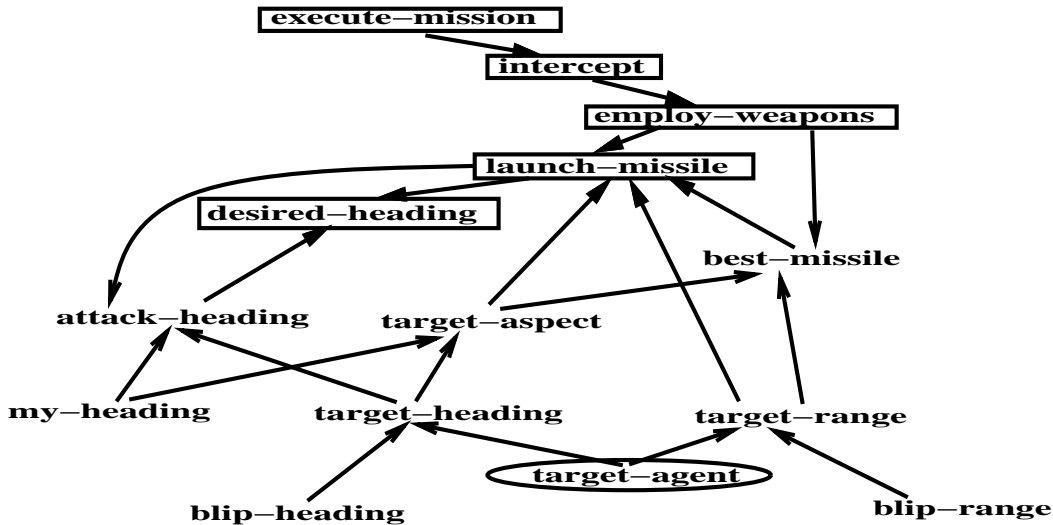 execute-mission
intercept
employ-weapons
launch-missile
desired-heading
best-missile
attack-heading
target-aspect
my-heading
target-heading
target-range
target-agent
blip-heading
blip-range